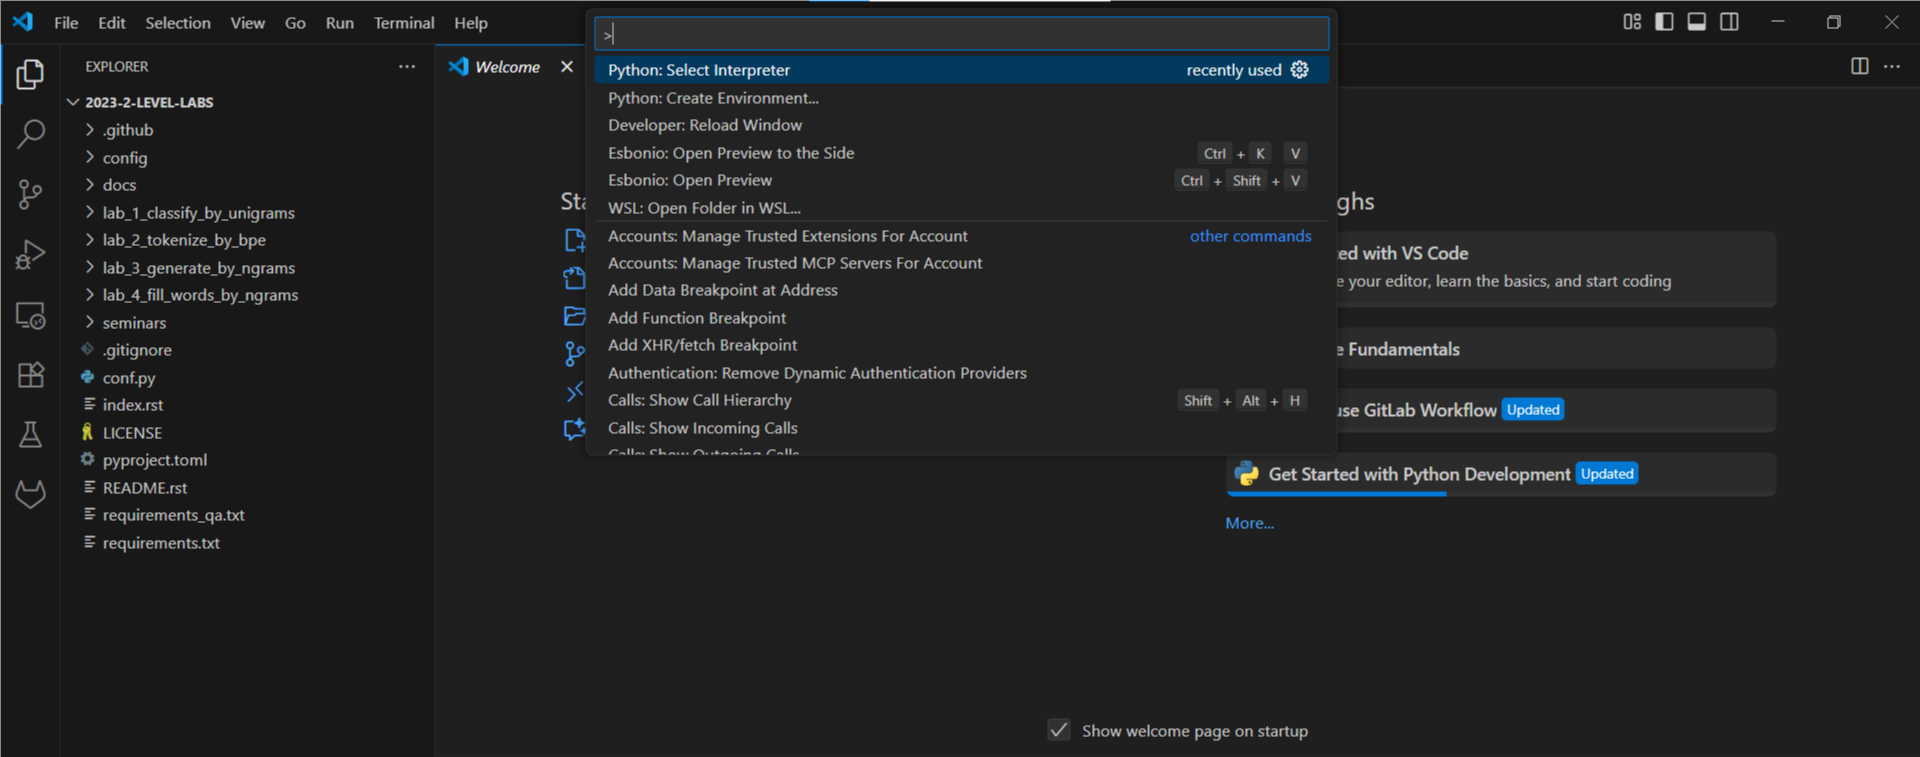 File Edit Selection View Go Run Terminal Help
>
EXPLORER
Welcome
2023-2-LEVEL-LABS
.github
config
docs
lab_1_classify_by_unigrams
lab_2_tokenize_by_bpe
lab_3_generate_by_ngrams
lab_4_fill_words_by_ngrams
seminars
.gitignore
conf.py
index.rst
LICENSE
pyproject.toml
README.rst
requirements_qa.txt
requirements.txt
Python: Select Interpreter recently used
Python: Create Environment...
Developer: Reload Window
Esbonio: Open Preview to the Side Ctrl + K V
Esbonio: Open Preview Ctrl + Shift + V
WSL: Open Folder in WSL...
Accounts: Manage Trusted Extensions For Account other commands
Accounts: Manage Trusted MCP Servers For Account
Add Data Breakpoint at Address
Add Function Breakpoint
Add XHR/fetch Breakpoint
Authentication: Remove Dynamic Authentication Providers
Calls: Show Call Hierarchy Shift + Alt + H
Calls: Show Incoming Calls
Calls: Show Outgoing Calls
Sta
ghs
ed with VS Code
e your editor, learn the basics, and start coding
e Fundamentals
use GitLab Workflow Updated
Get Started with Python Development Updated
More...
Show welcome page on startup